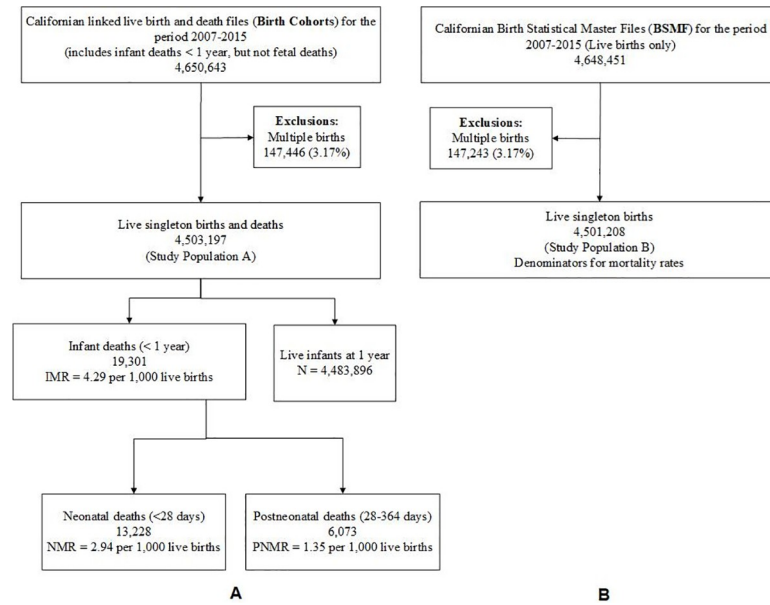 Californian linked live birth and death files (Birth Cohorts) for the
period 2007-2015
(includes infant deaths < 1 year, but not fetal deaths)
4,650,643
Exclusions:
Multiple births
147,446 (3.17%)
Live singleton births and deaths
4,503,197
(Study Population A)
Infant deaths (< 1 year)
19,301
IMR = 4.29 per 1,000 live births
Live infants at 1 year
N = 4,483,896
Neonatal deaths (<28 days)
13,228
NMR = 2.94 per 1,000 live births
Postneonatal deaths (28-364 days)
6,073
PNMR = 1.35 per 1,000 live births
A
Californian Birth Statistical Master Files (BSMF) for the period
2007-2015 (Live births only)
4,648,451
Exclusions:
Multiple births
147,243 (3.17%)
Live singleton births
4,501,208
(Study Population B)
Denominators for mortality rates
B